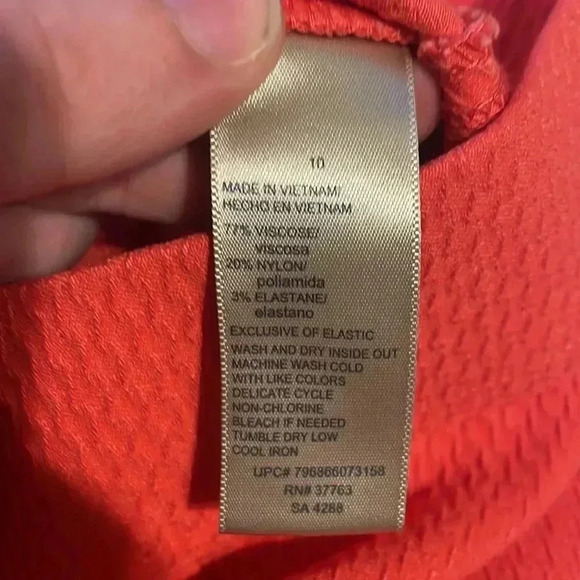 10
MADE IN VIETNAM/
HECHO EN VIETNAM
77% VISCOSE/
viscosa
20% NYLON/
poliamida
3% ELASTANE/
elastano
EXCLUSIVE OF ELASTIC
WASH AND DRY INSIDE OUT
MACHINE WASH COLD
WITH LIKE COLORS
DELICATE CYCLE
NON-CHLORINE
BLEACH IF NEEDED
TUMBLE DRY LOW
COOL IRON
UPC# 796866073158
RN# 37763
SA 4288